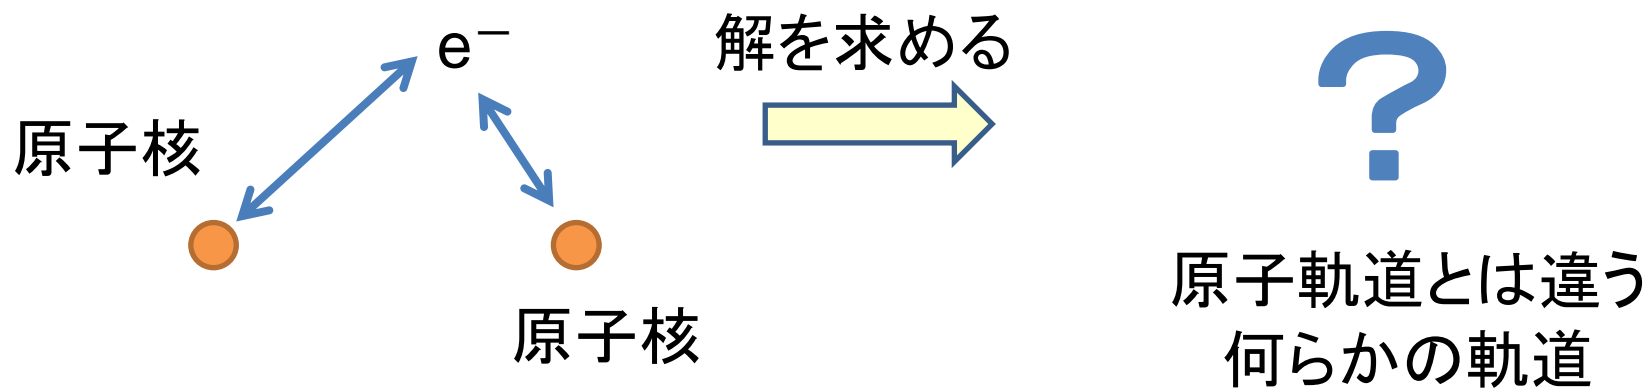 e⁻
解を求める
?
原子核
原子核
原子軌道とは違う
何らかの軌道